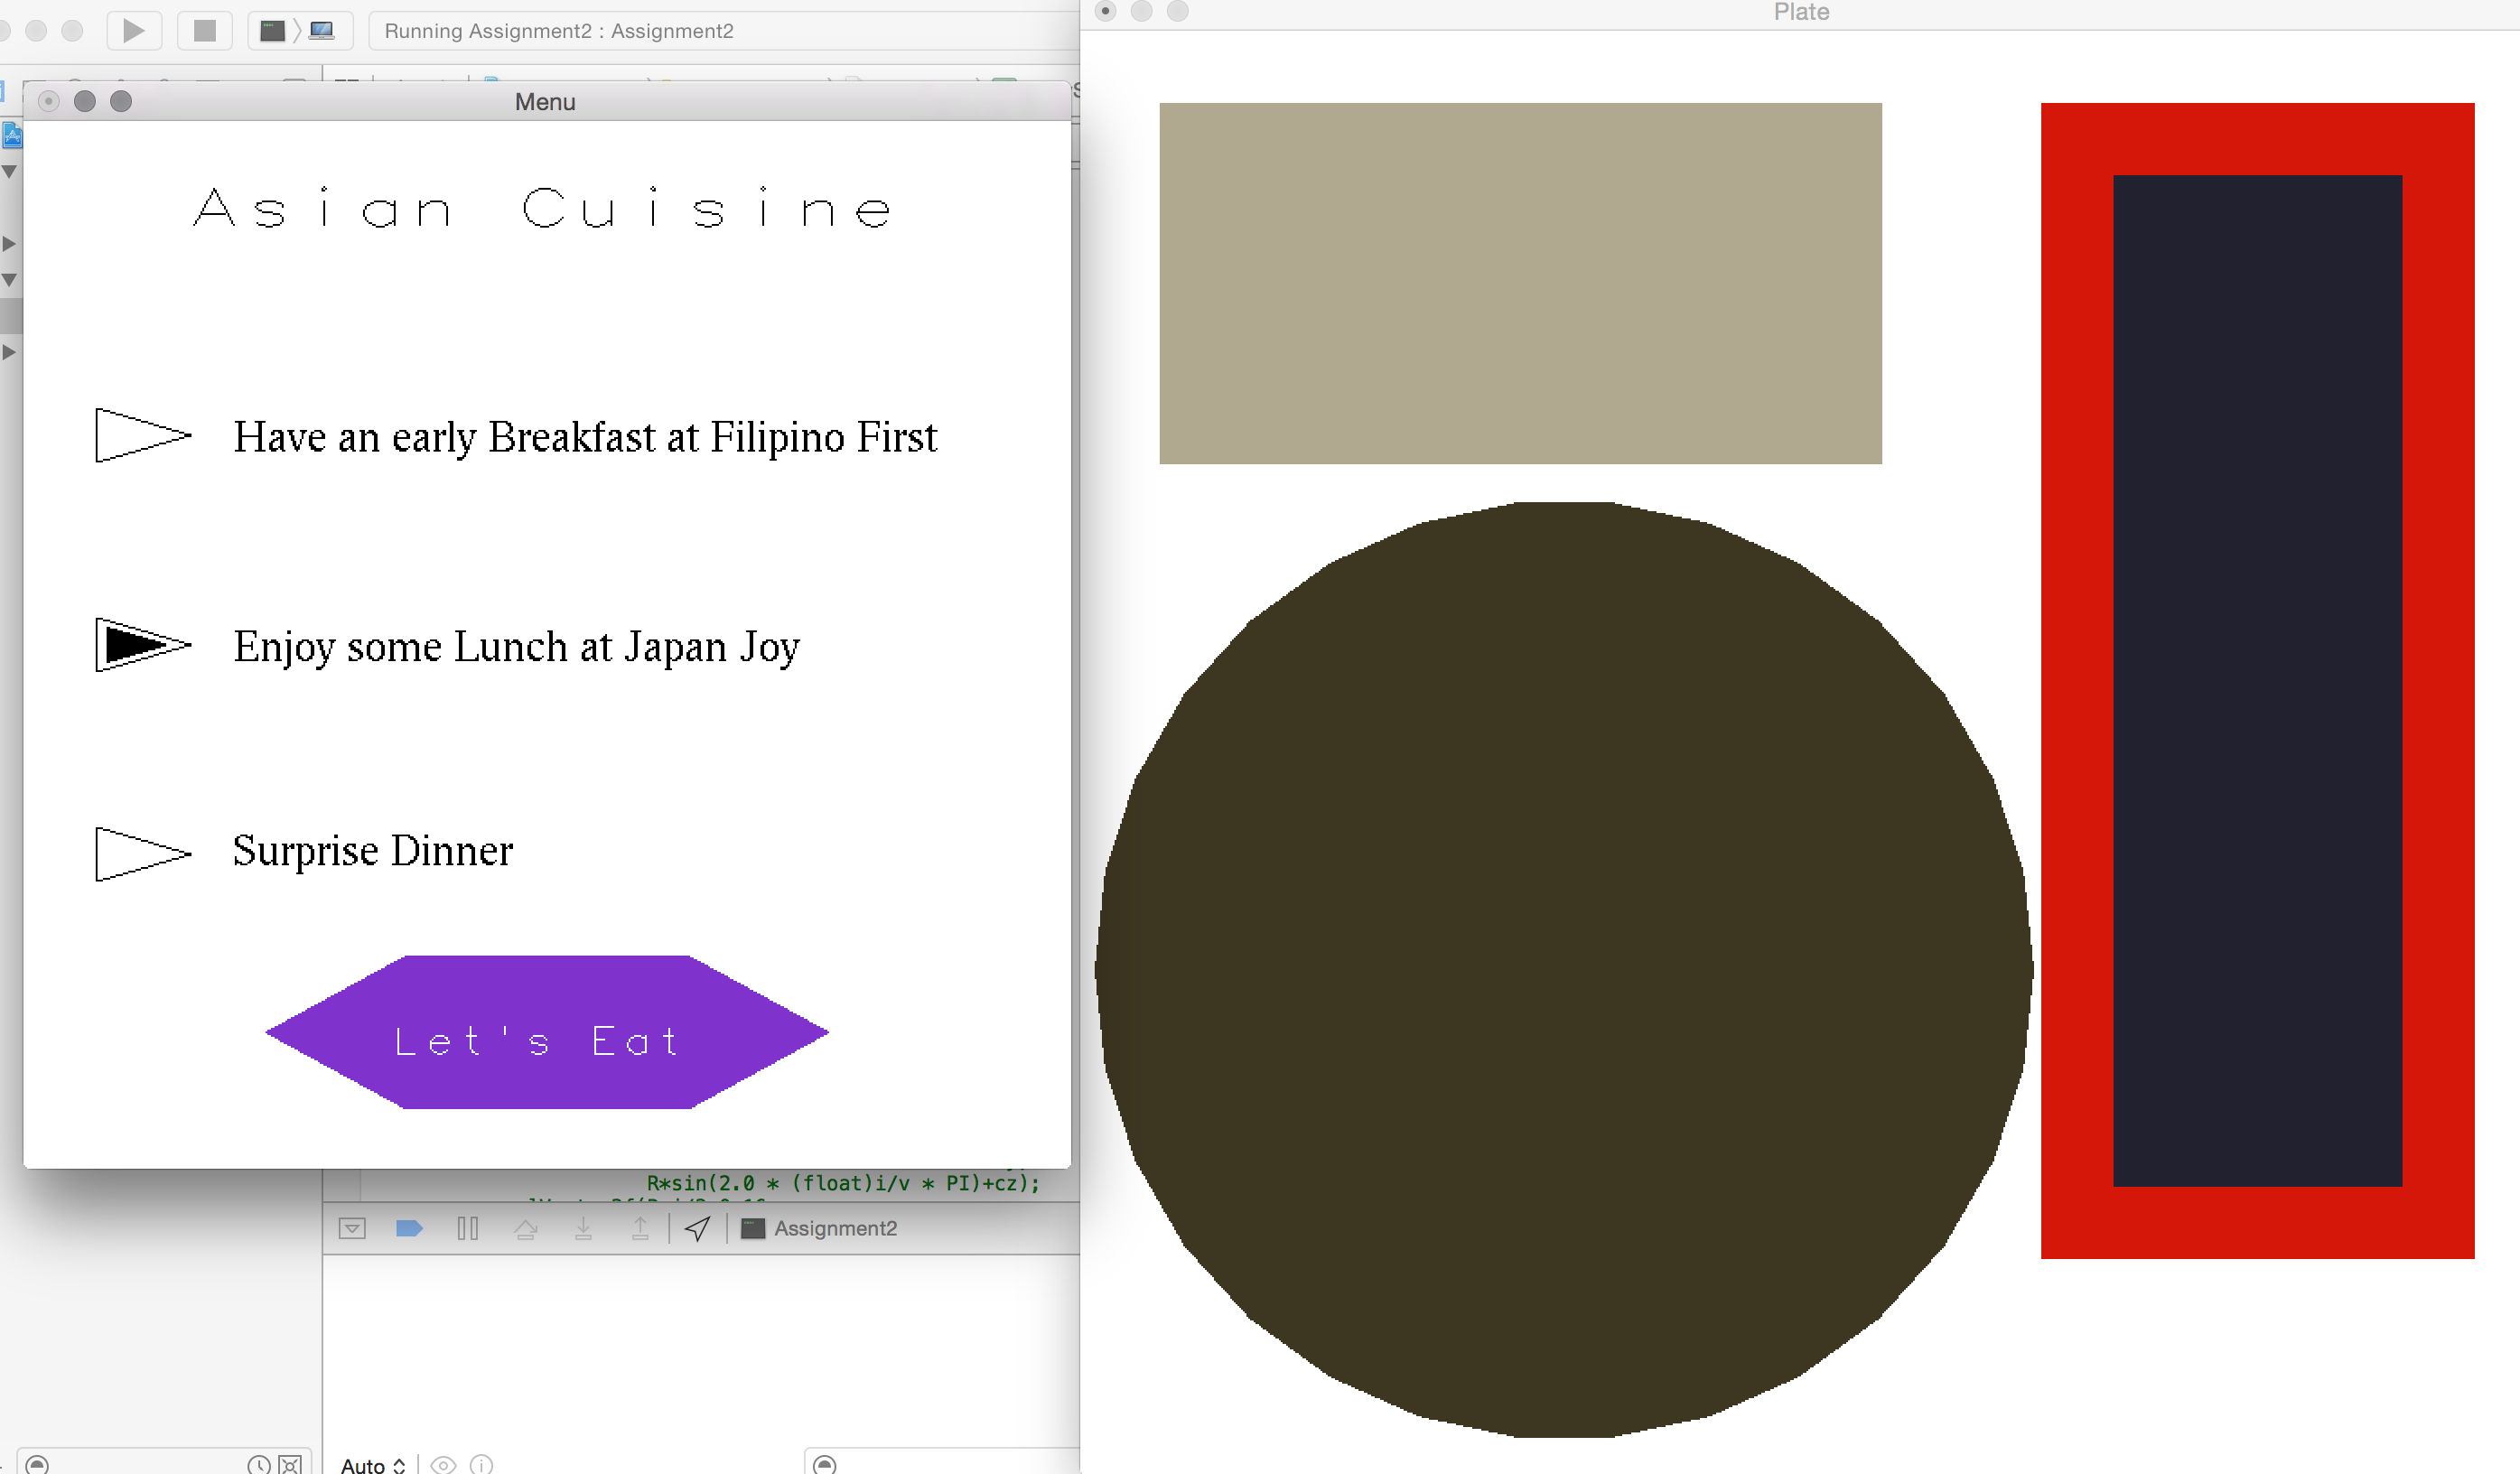 Running Assignment2 : Assignment2
Plate
Menu
Asian Cuisine
Have an early Breakfast at Filipino First
Enjoy some Lunch at Japan Joy
Surprise Dinner
Let's Eat
R*sin(2.0 * (float)i/v * PI)+cz);
Assignment2
Auto